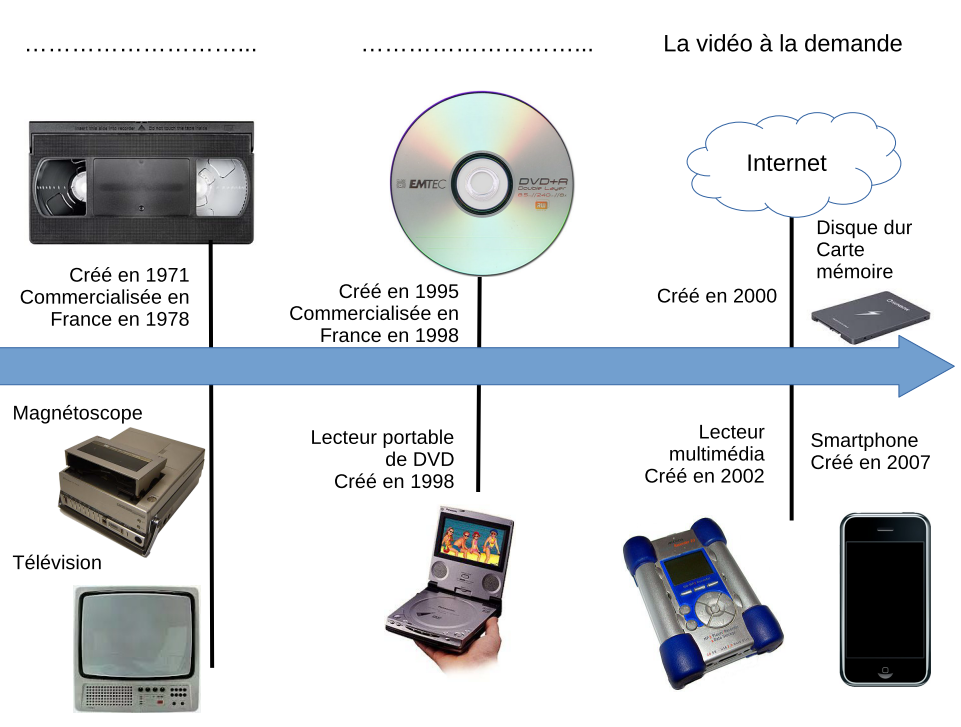 ………………………...
………………………...
La vidéo à la demande
EMTEC
DVD+R
Double Layer
Internet
Disque dur
Carte
mémoire
Créé en 1971
Commercialisée en
France en 1978
Créé en 1995
Commercialisée en
France en 1998
Créé en 2000
Magnétoscope
Lecteur portable
de DVD
Créé en 1998
Lecteur
multimédia
Créé en 2002
Smartphone
Créé en 2007
Télévision